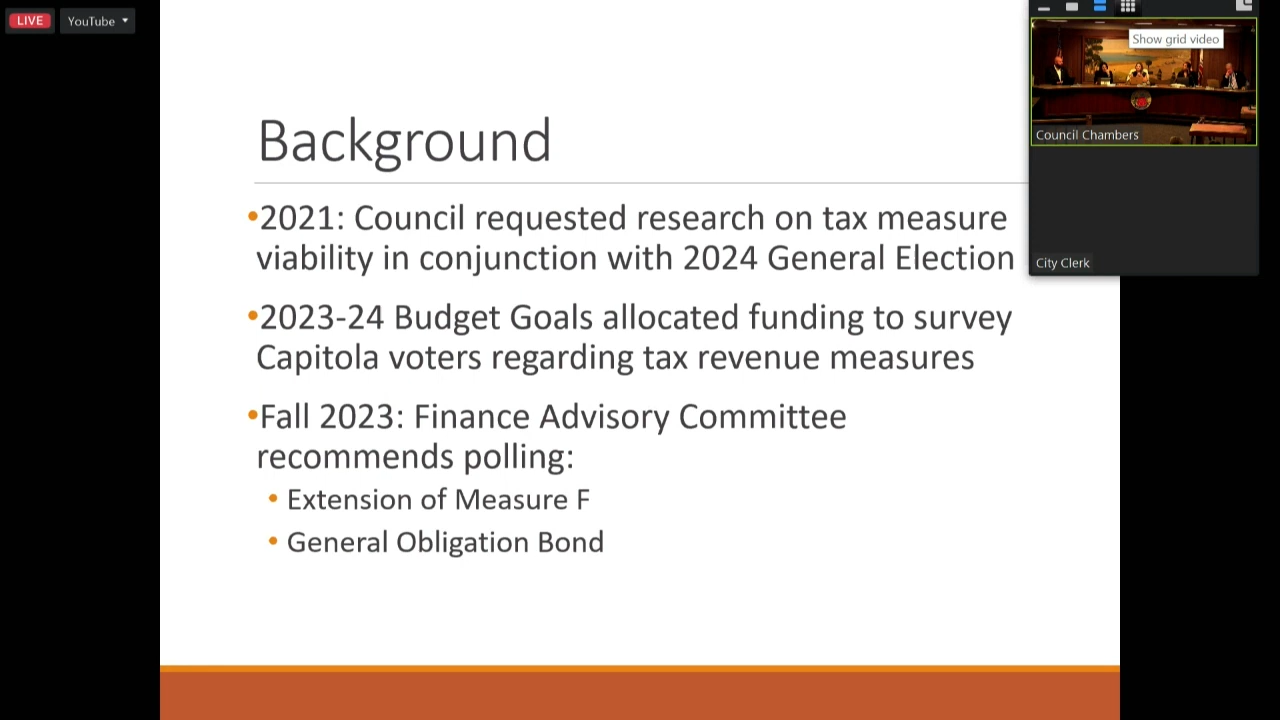 LIVE
YouTube
Show grid video
Council Chambers
City Clerk
Background
•2021: Council requested research on tax measure
viability in conjunction with 2024 General Election
•2023-24 Budget Goals allocated funding to survey
Capitola voters regarding tax revenue measures
•Fall 2023: Finance Advisory Committee
recommends polling:
• Extension of Measure F
• General Obligation Bond